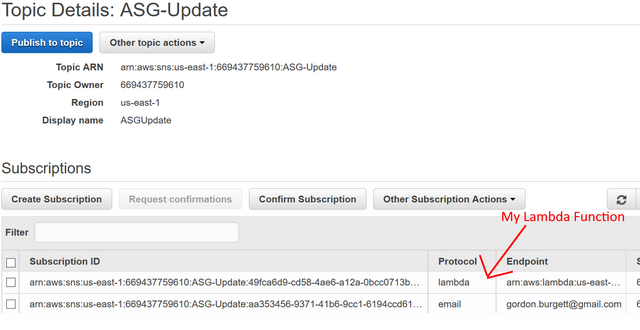 Topic Details: ASG-Update
Publish to topic Other topic actions
Topic ARN arn:aws:sns:us-east-1:669437759610:ASG-Update
Topic Owner 669437759610
Region us-east-1
Display name ASGUpdate
Subscriptions
Create Subscription Request confirmations Confirm Subscription Other Subscription Actions
My Lambda Function
Filter
Subscription ID Protocol Endpoint S
arn:aws:sns:us-east-1:669437759610:ASG-Update:49fca6d9-cd58-4ae6-a12a-0bcc0713b... lambda arn:aws:lambda:us-east-... 6
arn:aws:sns:us-east-1:669437759610:ASG-Update:aa353456-9371-41b6-9cc1-6194ccd61... email gordon.burgett@gmail.com 6